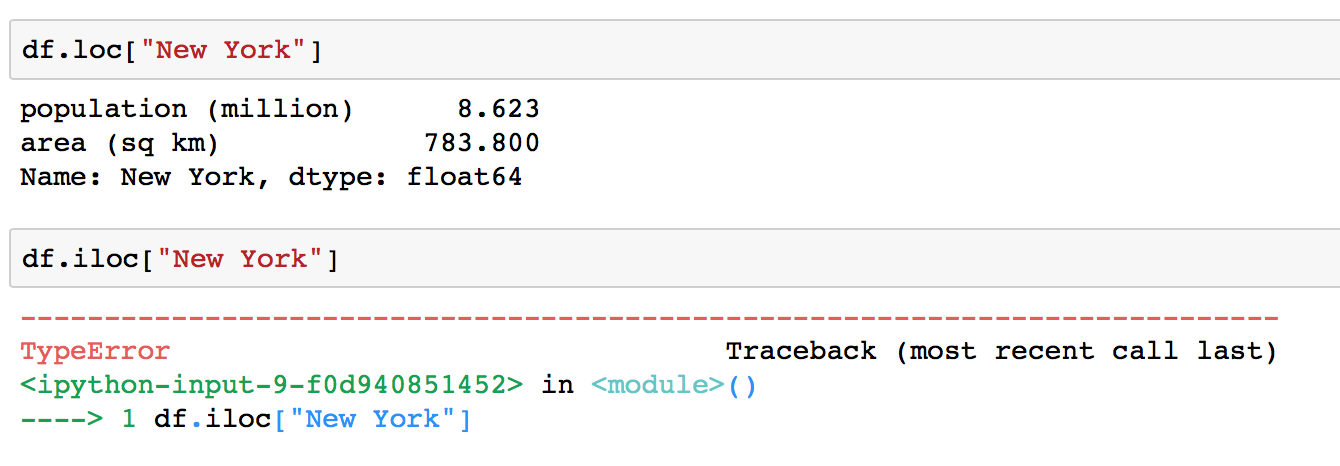 df.loc["New York"]
population (million)      8.623
area (sq km)            783.800
Name: New York, dtype: float64
df.iloc["New York"]
---------------------------------------------------------------------------
TypeError                                 Traceback (most recent call last)
<ipython-input-9-f0d940851452> in <module>()
----> 1 df.iloc["New York"]